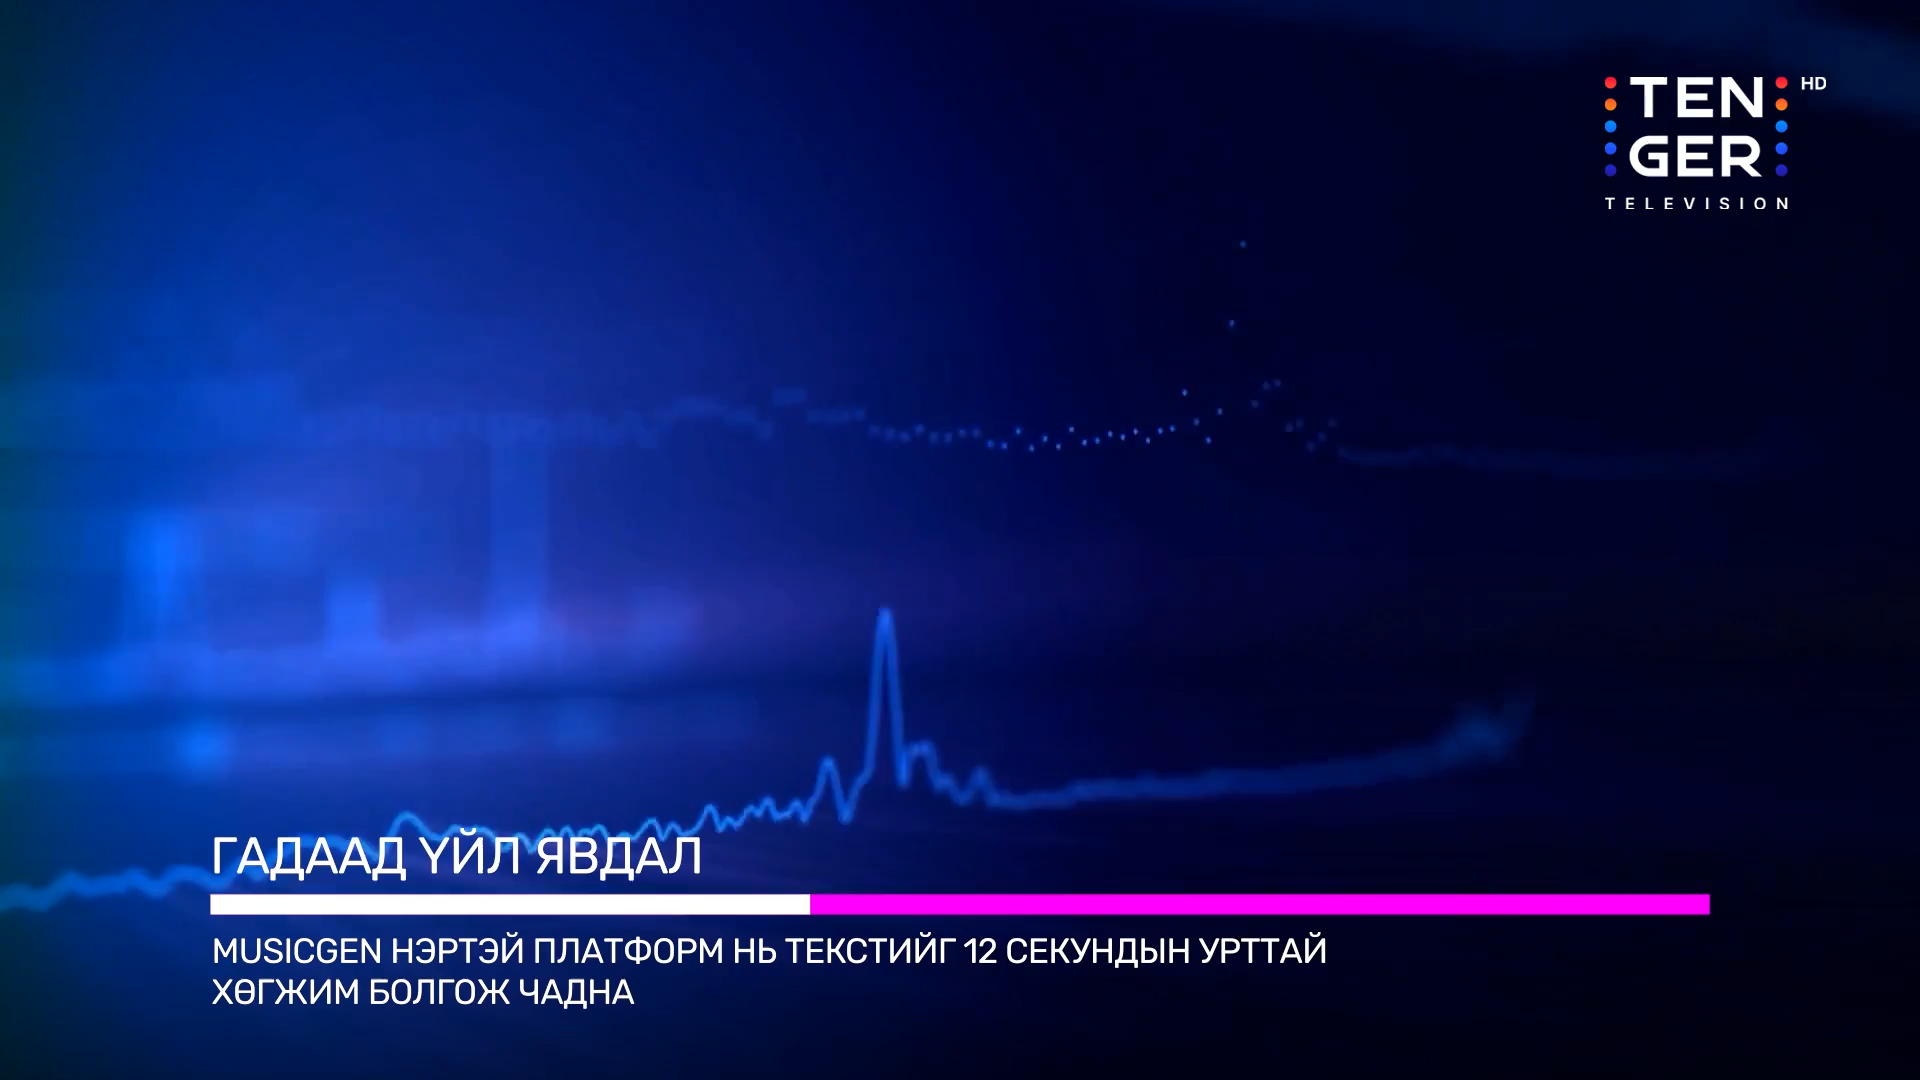 TEN
GER
HD
TELEVISION
ГАДААД ҮЙЛ ЯВДАЛ
MUSICGEN НЭРТЭЙ ПЛАТФОРМ НЬ ТЕКСТИЙГ 12 СЕКУНДЫН УРТТАЙ
ХӨГЖИМ БОЛГОЖ ЧАДНА